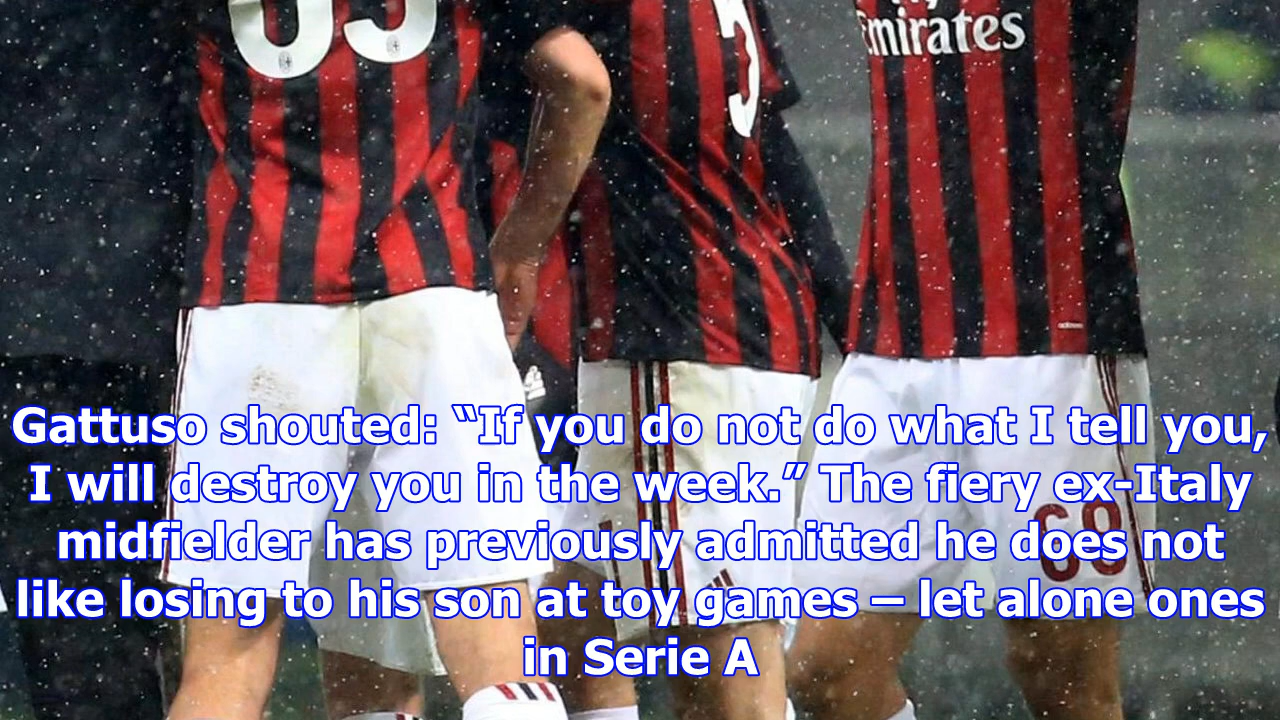 Emirates
adidas
Gattuso shouted: “If you do not do what I tell you,
I will destroy you in the week.” The fiery ex-Italy
midfielder has previously admitted he does not
68
like losing to his son at toy games – let alone ones
in Serie A